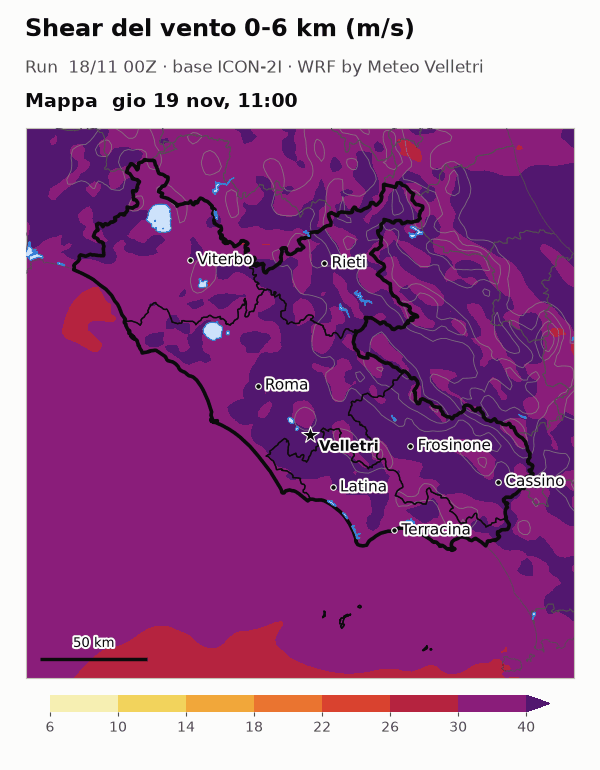 Shear del vento 0-6 km (m/s)
Run  18/11 00Z · base ICON-2I · WRF by Meteo Velletri
Mappa  gio 19 nov, 11:00
Viterbo
Rieti
Roma
Velletri
Frosinone
Cassino
Latina
Terracina
50 km
6 10 14 18 22 26 30 40